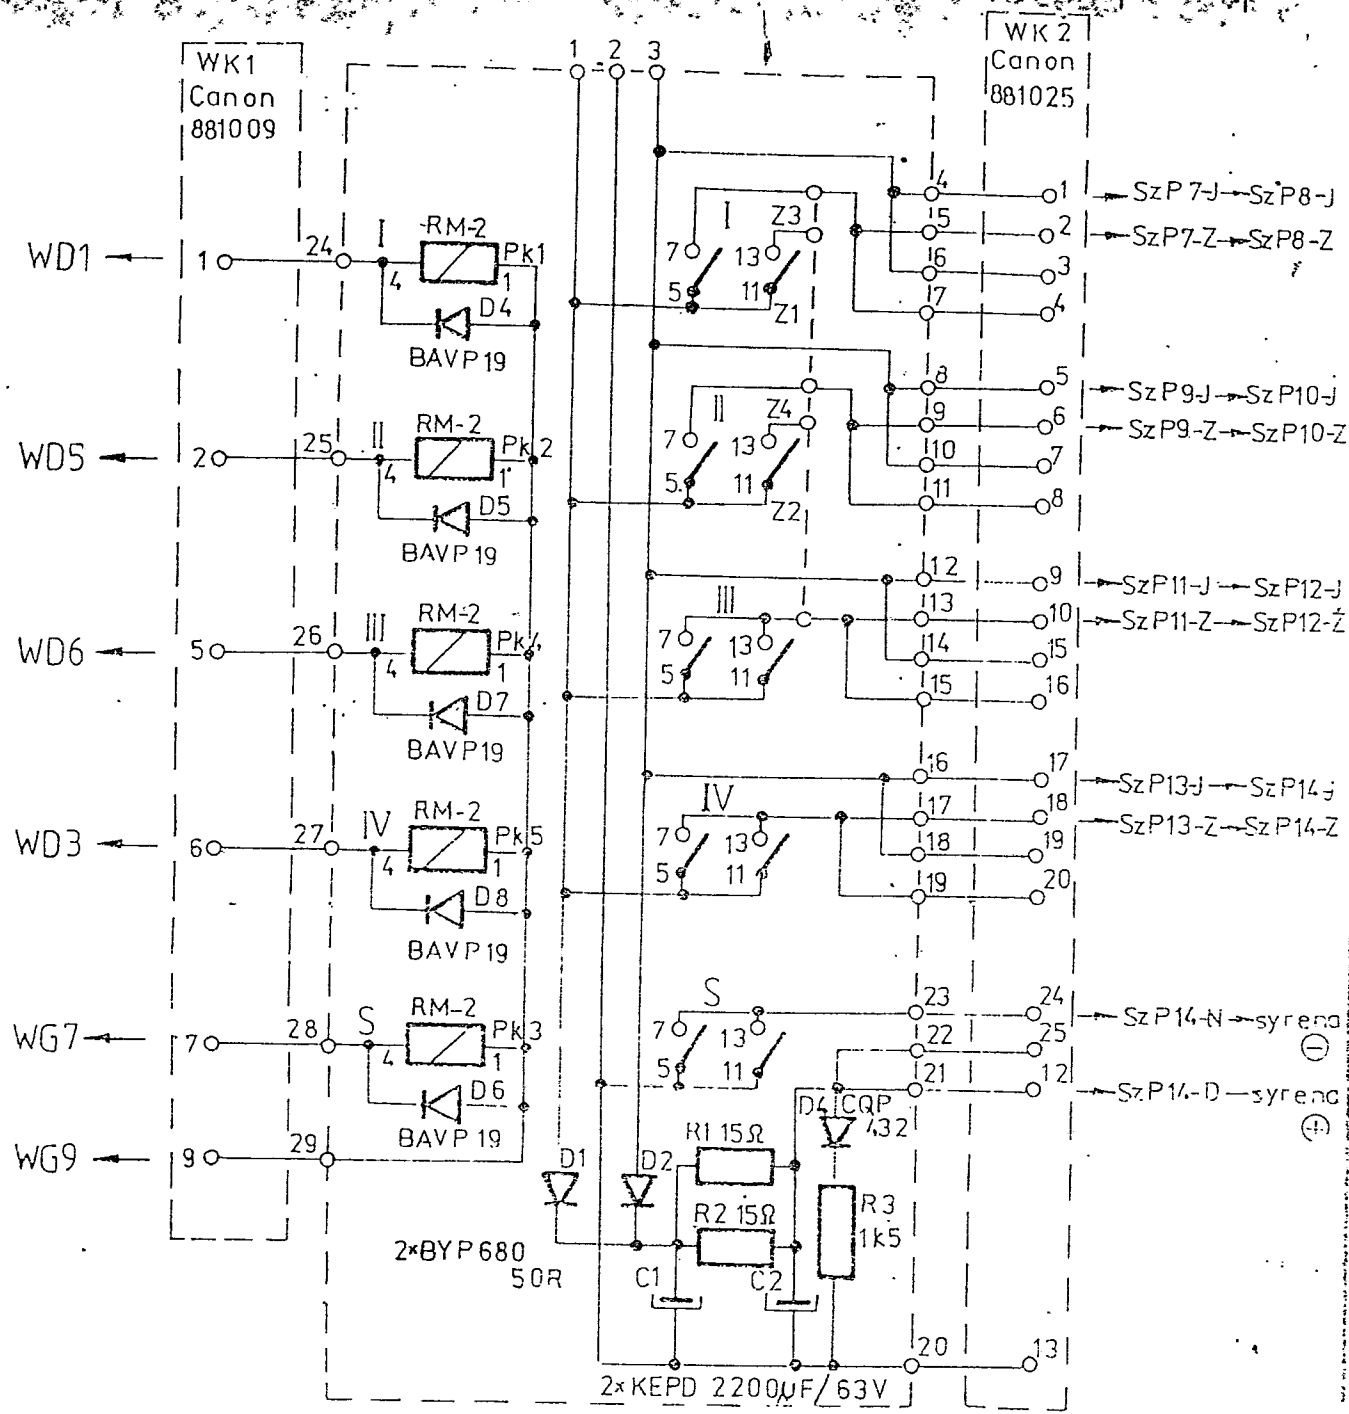 WK1
Canon
881009
1
2
3
WK 2
Canon
881025
WD1
1
24
I
RM-2
4
Pk1
1
D4
BAVP19
WD5
2
25
II
RM-2
4
Pk2
1
D5
BAVP19
WD6
5
26
III
RM-2
4
Pk4
1
D7
BAVP19
WD3
6
27
IV
RM-2
4
Pk5
1
D8
BAVP19
WG7
7
28
S
RM-2
4
Pk3
1
D6
BAVP19
WG9
9
29
I
Z3
7
13
5
11
Z1
II
Z4
7
13
5
11
Z2
III
7
13
5
11
IV
7
13
5
11
S
7
13
5
11
4
1
SzP7-J
SzP8-J
5
2
SzP7-Z
SzP8-Z
6
3
7
4
8
5
SzP9-J
SzP10-J
9
6
SzP9-Z
SzP10-Z
10
7
11
8
12
9
SzP11-J
SzP12-J
13
10
SzP11-Z
SzP12-Z
14
15
15
16
16
17
SzP13-J
SzP14-J
17
18
SzP13-Z
SzP14-Z
18
19
19
20
23
24
SzP14-N
syrena
⊖
22
25
21
12
SzP14-D
syrena
⊕
D4 CQP
432
R1 15Ω
D1
D2
R2 15Ω
R3
1k5
2×BYP680
50R
C1
C2
20
13
2×KEPD 2200μF/63V